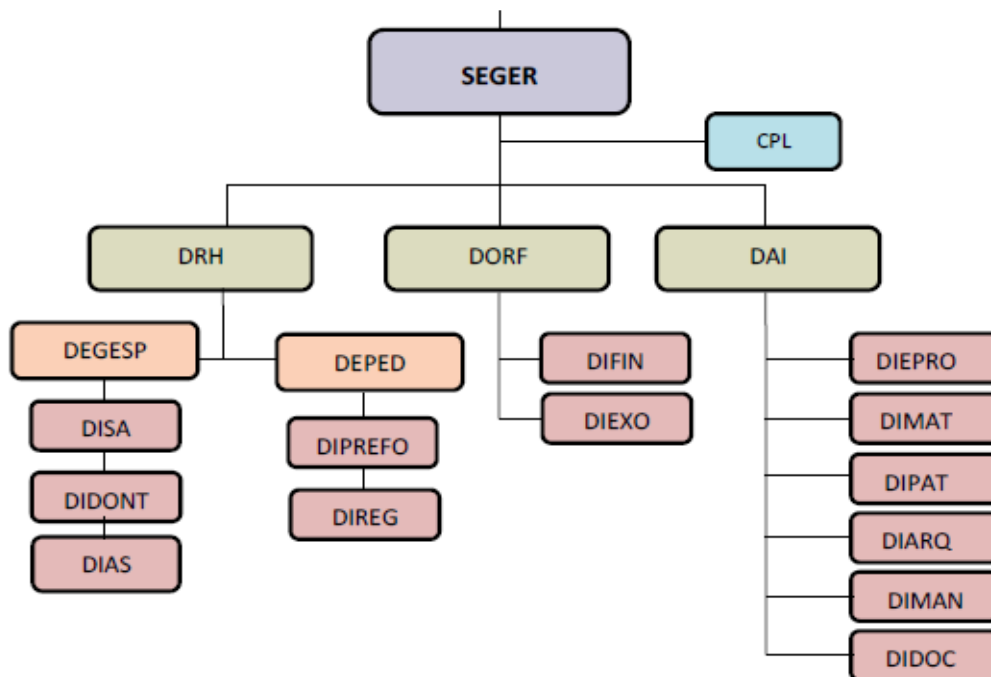 SEGER
CPL
DRH
DORF
DAI
DEGESP
DEPED
DIFIN
DIEPRO
DISA
DIPREFO
DIEXO
DIMAT
DIDONT
DIREG
DIPAT
DIAS
DIARQ
DIMAN
DIDOC